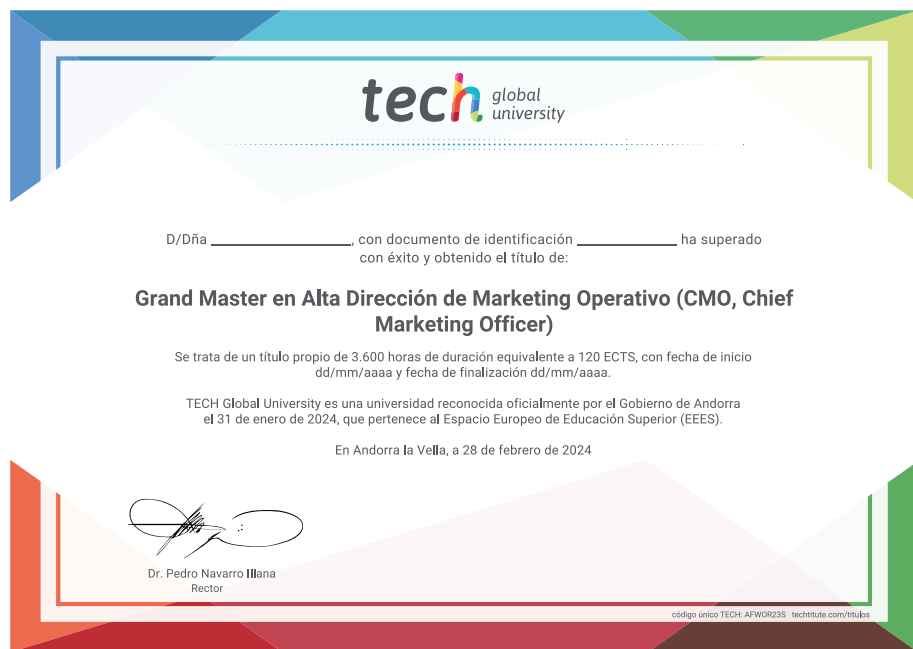 tech global university
D/Dña ____________________, con documento de identificación ______________ ha superado
con éxito y obtenido el título de:
Grand Master en Alta Dirección de Marketing Operativo (CMO, Chief
Marketing Officer)
Se trata de un título propio de 3.600 horas de duración equivalente a 120 ECTS, con fecha de inicio
dd/mm/aaaa y fecha de finalización dd/mm/aaaa.
TECH Global University es una universidad reconocida oficialmente por el Gobierno de Andorra
el 31 de enero de 2024, que pertenece al Espacio Europeo de Educación Superior (EEES).
En Andorra la Vella, a 28 de febrero de 2024
Dr. Pedro Navarro Illana
Rector
código único TECH: AFWOR23S techtitute.com/titulos